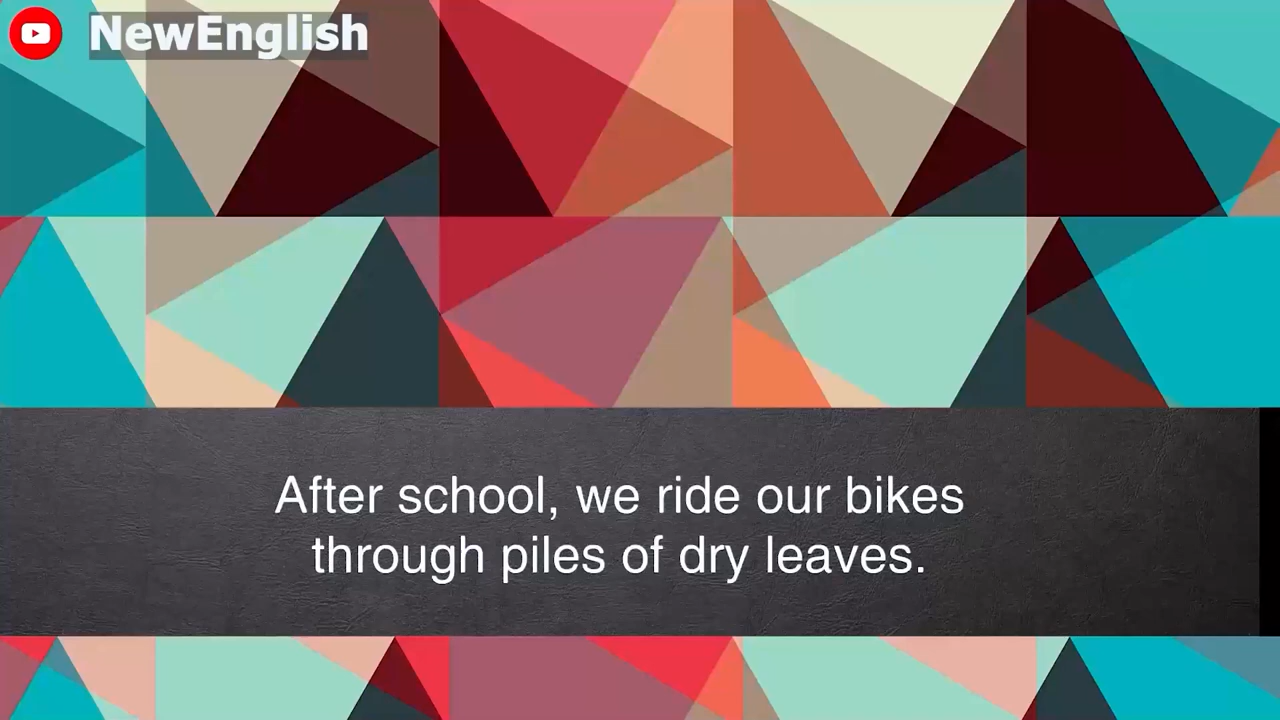 NewEnglish
After school, we ride our bikes
through piles of dry leaves.